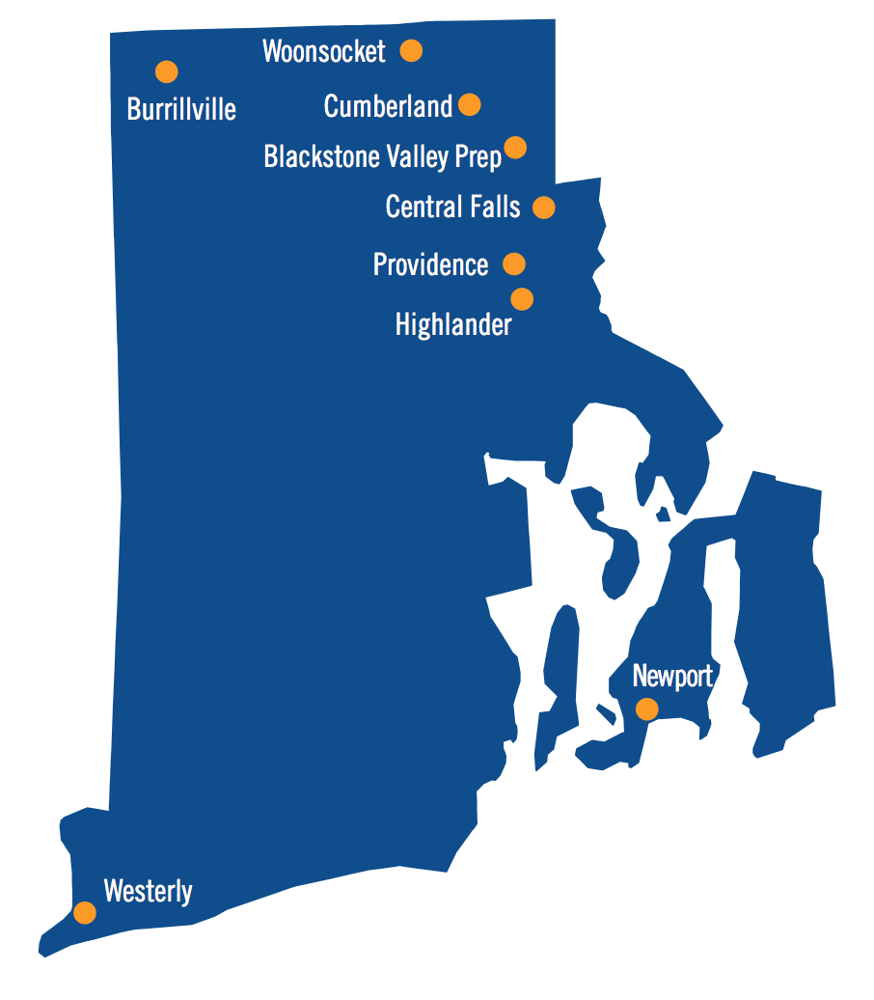 Woonsocket
Burrillville
Cumberland
Blackstone Valley Prep
Central Falls
Providence
Highlander
Newport
Westerly